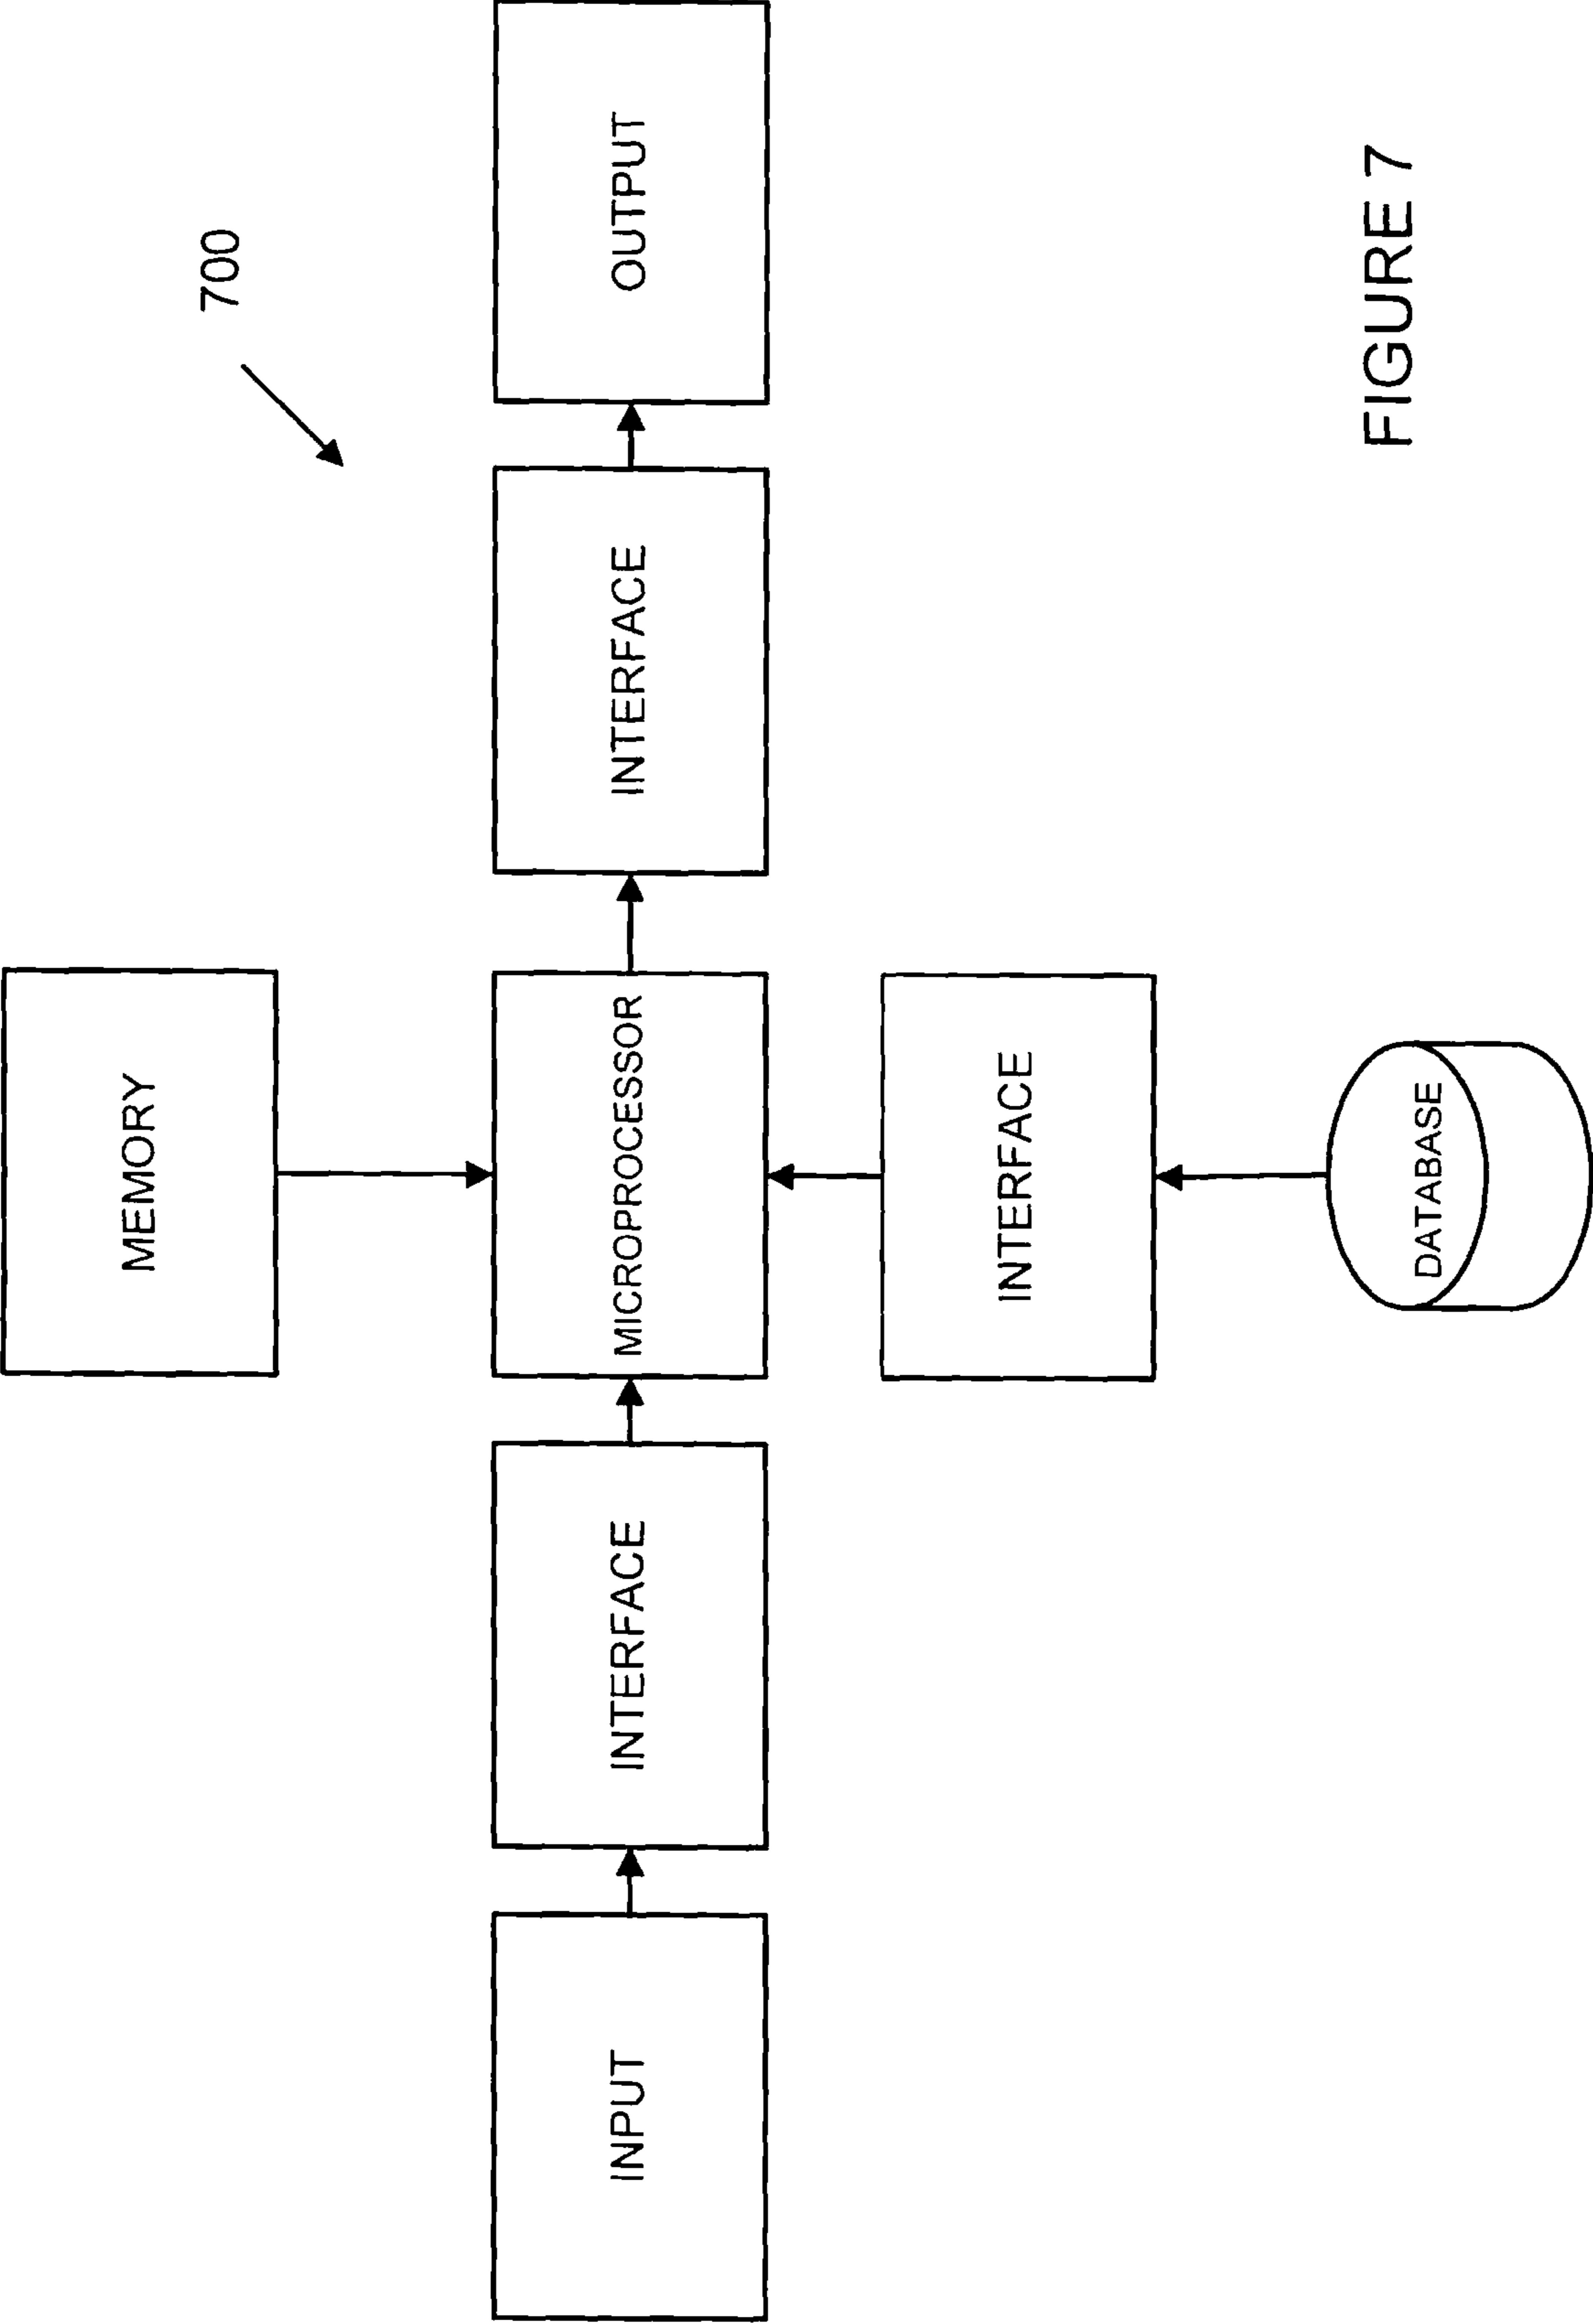 700
MEMORY
INPUT
INTERFACE
MICROPROCESSOR
INTERFACE
OUTPUT
INTERFACE
DATABASE
FIGURE 7